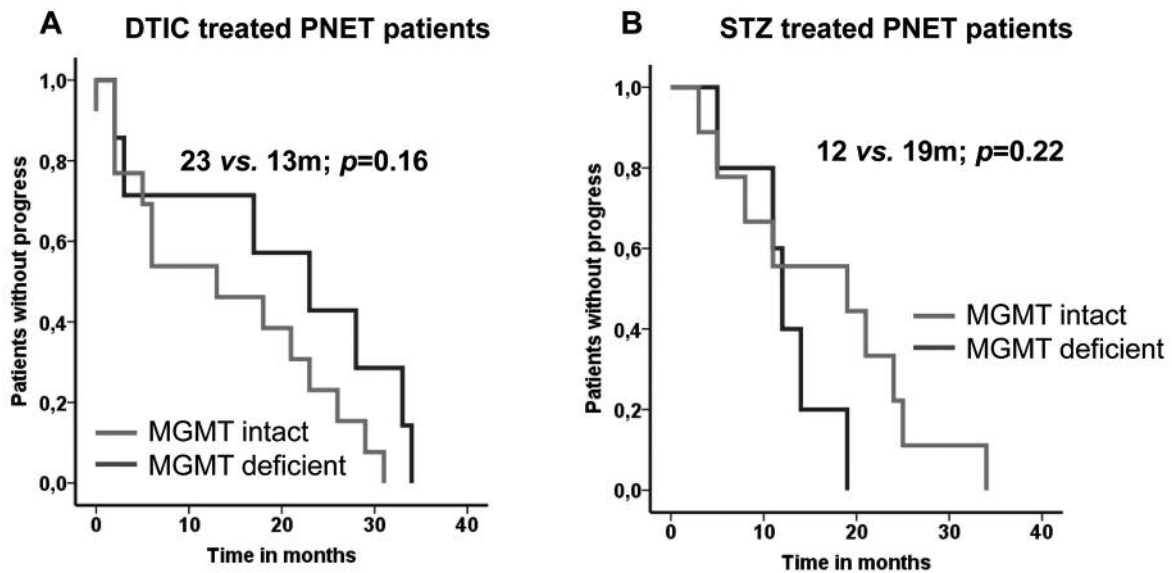 A DTIC treated PNET patients
Patients without progress
1,0
0,8
0,6
0,4
0,2
0,0
23 vs. 13m; p=0.16
MGMT intact
MGMT deficient
0 10 20 30 40
Time in months
B STZ treated PNET patients
Patients without progress
1,0
0,8
0,6
0,4
0,2
0,0
12 vs. 19m; p=0.22
MGMT intact
MGMT deficient
0 10 20 30 40
Time in months